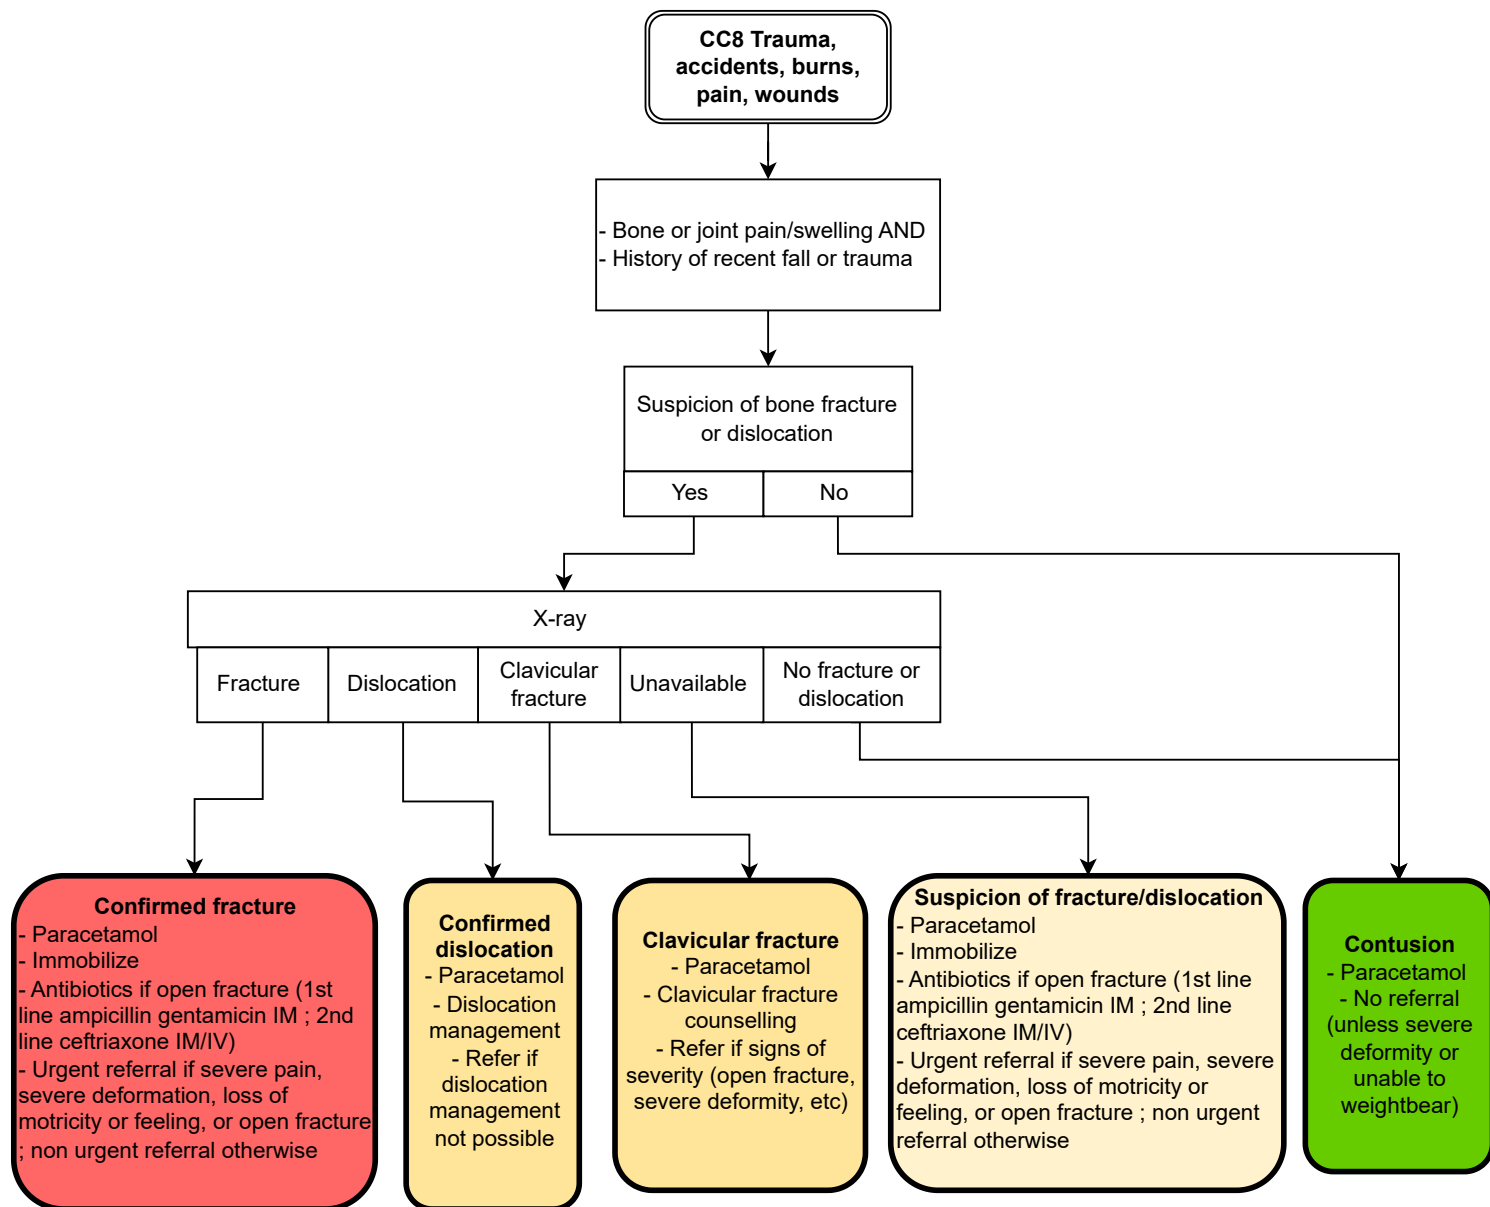 CC8 Trauma,
accidents, burns,
pain, wounds
- Bone or joint pain/swelling AND
- History of recent fall or trauma
Suspicion of bone fracture
or dislocation
Yes
No
X-ray
Fracture
Dislocation
Clavicular
fracture
Unavailable
No fracture or
dislocation
Confirmed fracture
- Paracetamol
- Immobilize
- Antibiotics if open fracture (1st
line ampicillin gentamicin IM ; 2nd
line ceftriaxone IM/IV)
- Urgent referral if severe pain,
severe deformation, loss of
motricity or feeling, or open fracture
; non urgent referral otherwise
Confirmed
dislocation
- Paracetamol
- Dislocation
management
- Refer if
dislocation
management
not possible
Clavicular fracture
- Paracetamol
- Clavicular fracture
counselling
- Refer if signs of
severity (open fracture,
severe deformity, etc)
Suspicion of fracture/dislocation
- Paracetamol
- Immobilize
- Antibiotics if open fracture (1st line
ampicillin gentamicin IM ; 2nd line
ceftriaxone IM/IV)
- Urgent referral if severe pain, severe
deformation, loss of motricity or
feeling, or open fracture ; non urgent
referral otherwise
Contusion
- Paracetamol
- No referral
(unless severe
deformity or
unable to
weightbear)